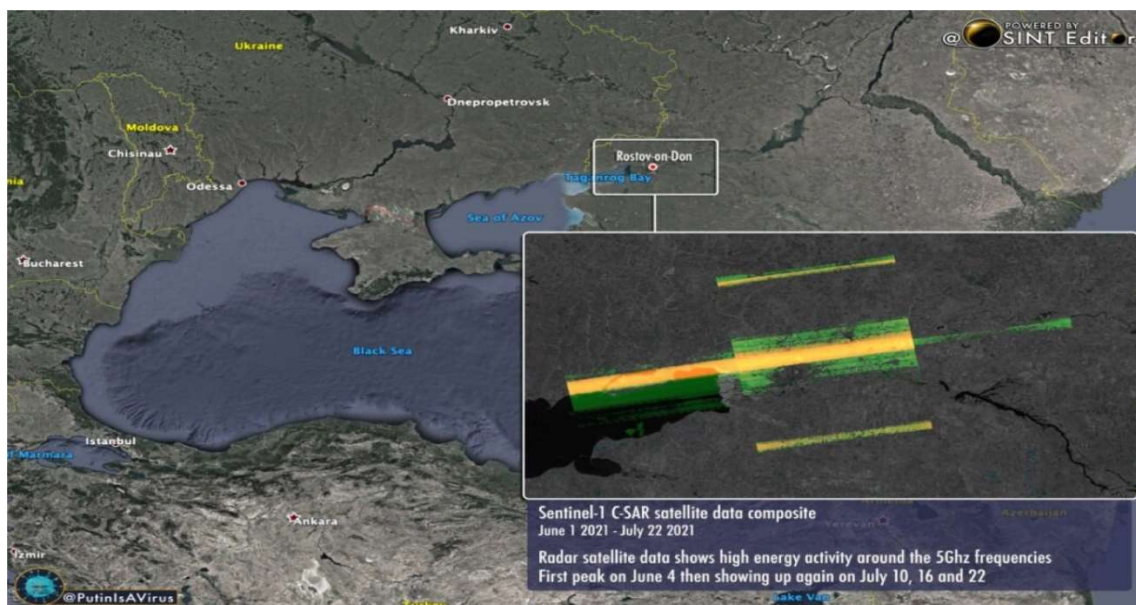 POWERED BY
@ SINT Editor
Kharkiv
Ukraine
Dnepropetrovsk
Moldova
Chisinau
Rostov-on-Don
Taganrog Bay
Odessa
Sea of Azov
Bucharest
Black Sea
Istanbul
Ankara
Izmir
Sentinel-1 C-SAR satellite data composite
June 1 2021 - July 22 2021
Radar satellite data shows high energy activity around the 5Ghz frequencies
First peak on June 4 then showing up again on July 10, 16 and 22
Yerevan
Azerbaijan
@PutinIsAVirus